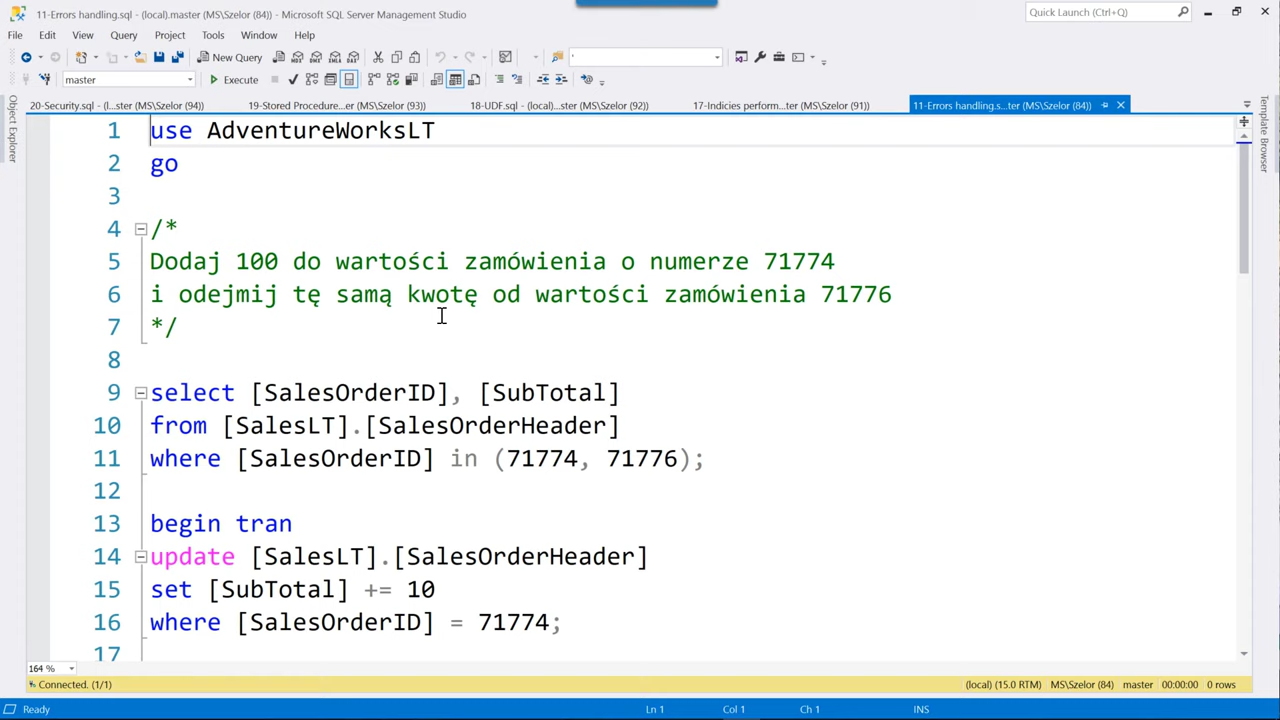 11-Errors handling.sql - (local).master (MS\Szelor (84)) - Microsoft SQL Server Management Studio
Quick Launch (Ctrl+Q)
File Edit View Query Project Tools Window Help
New Query
master Execute
20-Security.sql - (l...ster (MS\Szelor (94)) 19-Stored Procedure...er (MS\Szelor (93)) 18-UDF.sql - (local)....ster (MS\Szelor (92)) 17-Indicies perform...ter (MS\Szelor (91)) 11-Errors handling.s...ter (MS\Szelor (84))
Object Explorer
Template Browser
1 use AdventureWorksLT
2 go
3
4 /*
5 Dodaj 100 do wartości zamówienia o numerze 71774
6 i odejmij tę samą kwotę od wartości zamówienia 71776
7 */
8
9 select [SalesOrderID], [SubTotal]
10 from [SalesLT].[SalesOrderHeader]
11 where [SalesOrderID] in (71774, 71776);
12
13 begin tran
14 update [SalesLT].[SalesOrderHeader]
15 set [SubTotal] += 10
16 where [SalesOrderID] = 71774;
17
164 %
Connected. (1/1) (local) (15.0 RTM) MS\Szelor (84) master 00:00:00 0 rows
Ready Ln 1 Col 1 Ch 1 INS